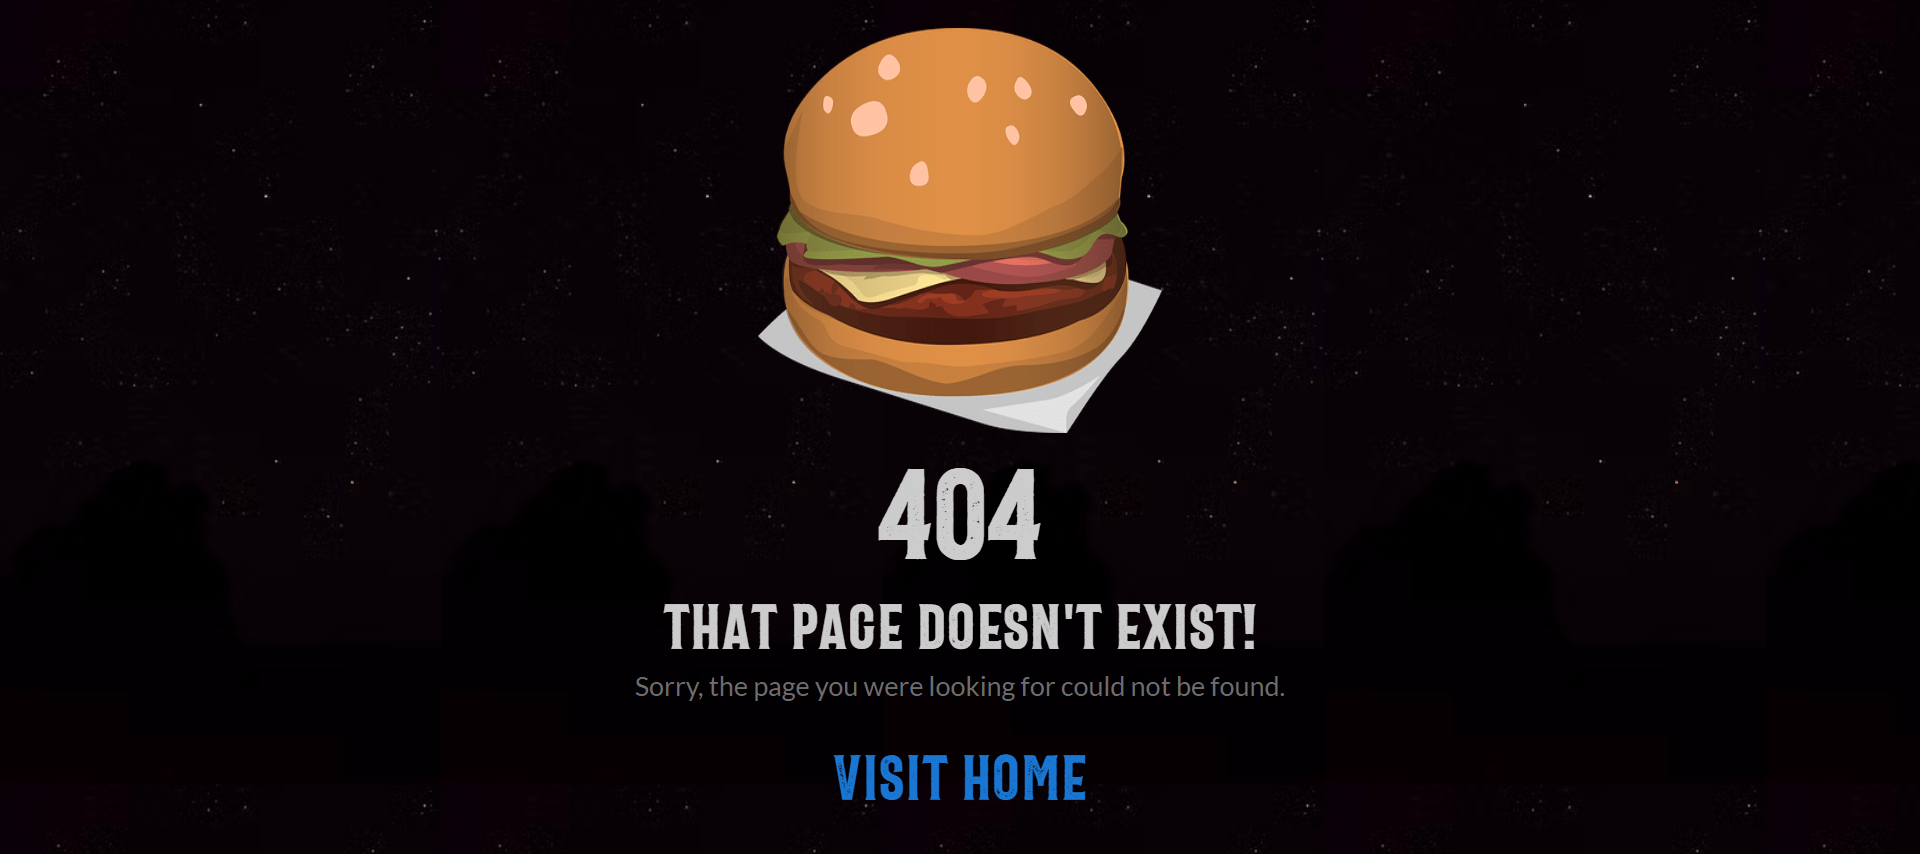 404
THAT PAGE DOESN'T EXIST!
Sorry, the page you were looking for could not be found.
VISIT HOME